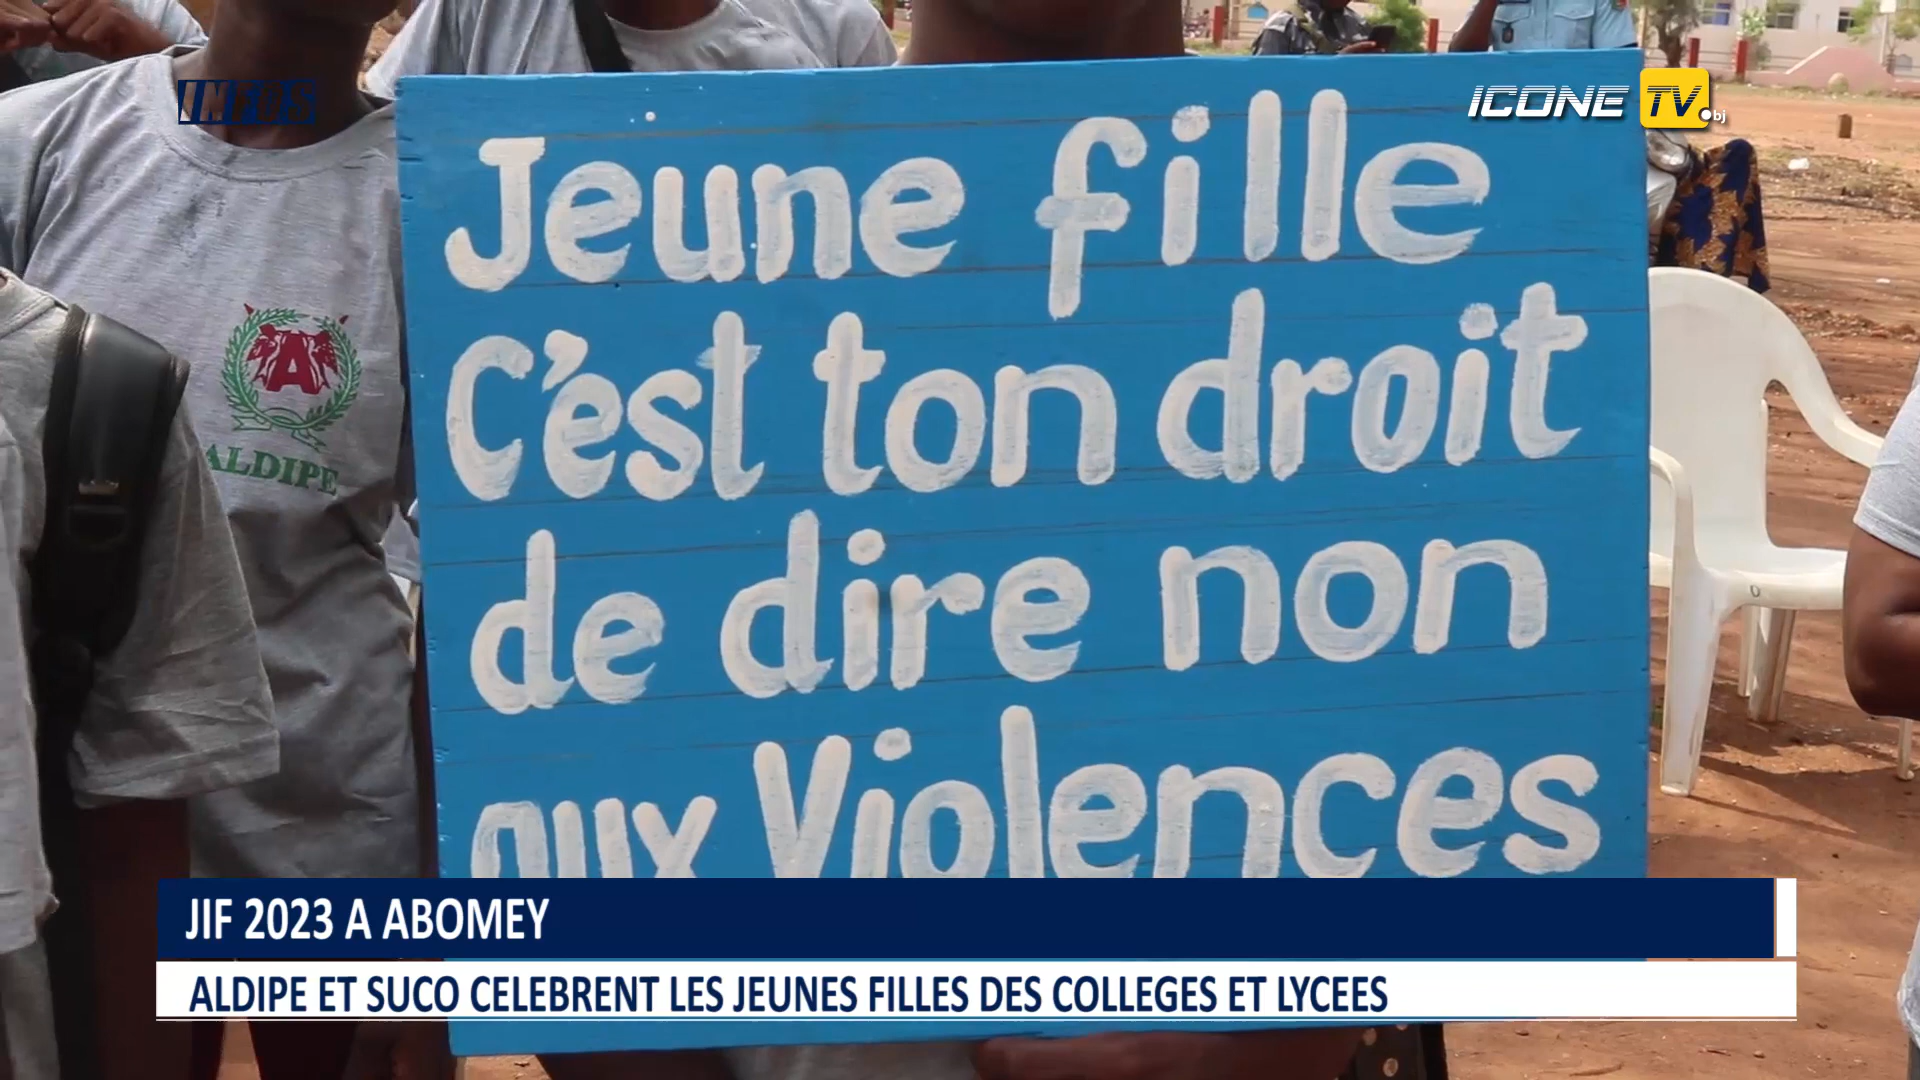 INFOS
ICONE TV.bj
Jeune fille
C'est ton droit
de dire non
aux Violences
A
ALDIPE
JIF 2023 A ABOMEY
ALDIPE ET SUCO CELEBRENT LES JEUNES FILLES DES COLLEGES ET LYCEES